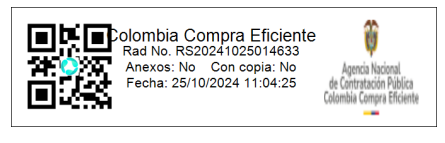 Colombia Compra Eficiente
Rad No. RS20241025014633
Anexos: No Con copia: No
Fecha: 25/10/2024 11:04:25
Agencia Nacional
de Contratación Pública
Colombia Compra Eficiente